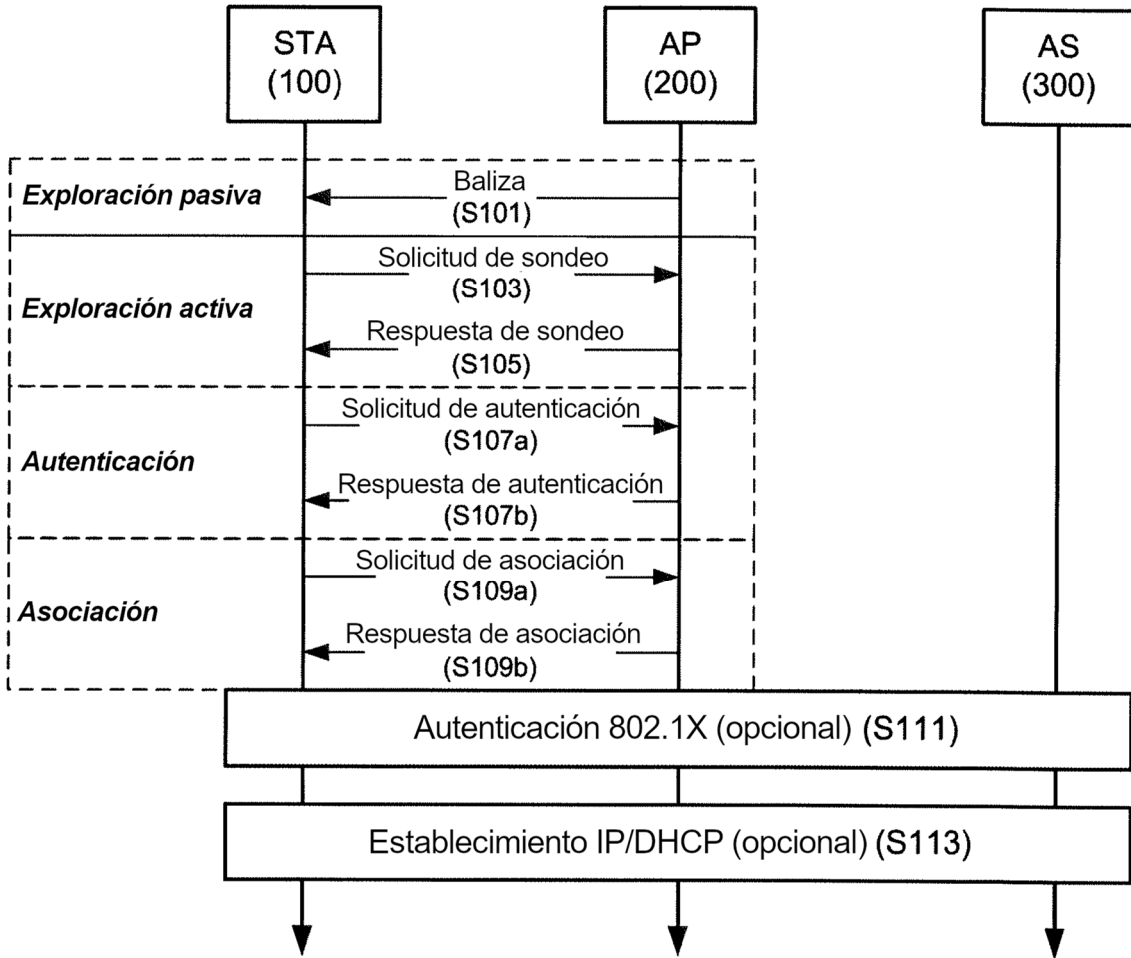 STA
(100)
AP
(200)
AS
(300)
Exploración pasiva
Baliza
(S101)
Exploración activa
Solicitud de sondeo
(S103)
Respuesta de sondeo
(S105)
Autenticación
Solicitud de autenticación
(S107a)
Respuesta de autenticación
(S107b)
Asociación
Solicitud de asociación
(S109a)
Respuesta de asociación
(S109b)
Autenticación 802.1X (opcional) (S111)
Establecimiento IP/DHCP (opcional) (S113)